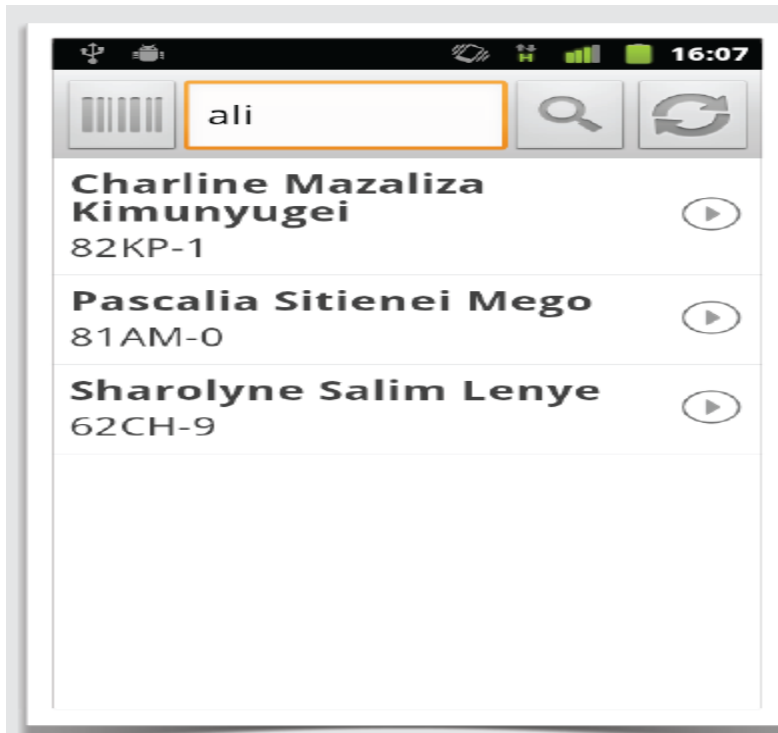 16:07
ali
Charline Mazaliza
Kimunyugei
82KP-1
Pascalia Sitienei Mego
81AM-0
Sharolyne Salim Lenye
62CH-9